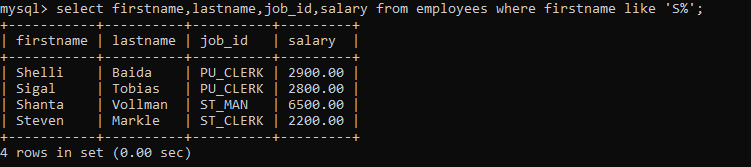 mysql> select firstname,lastname,job_id,salary from employees where firstname like 'S%';
+-----------+----------+----------+---------+
| firstname | lastname | job_id   | salary  |
+-----------+----------+----------+---------+
| Shelli    | Baida    | PU_CLERK | 2900.00 |
| Sigal     | Tobias   | PU_CLERK | 2800.00 |
| Shanta    | Vollman  | ST_MAN   | 6500.00 |
| Steven    | Markle   | ST_CLERK | 2200.00 |
+-----------+----------+----------+---------+
4 rows in set (0.00 sec)